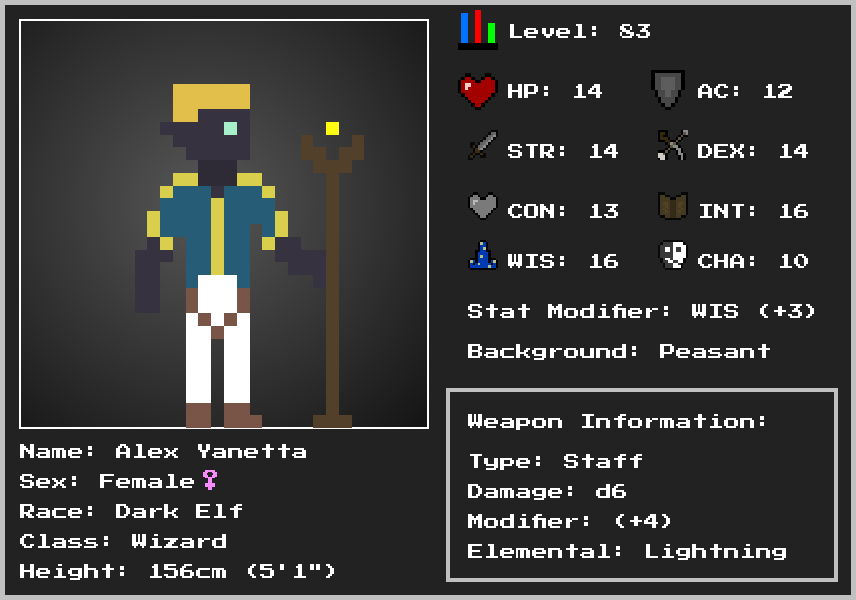 Level: 83
HP: 14
AC: 12
STR: 14
DEX: 14
CON: 13
INT: 16
WIS: 16
CHA: 10
Stat Modifier: WIS (+3)
Background: Peasant
Weapon Information:
Type: Staff
Damage: d6
Modifier: (+4)
Elemental: Lightning
Name: Alex Yanetta
Sex: Female♀
Race: Dark Elf
Class: Wizard
Height: 156cm (5'1")